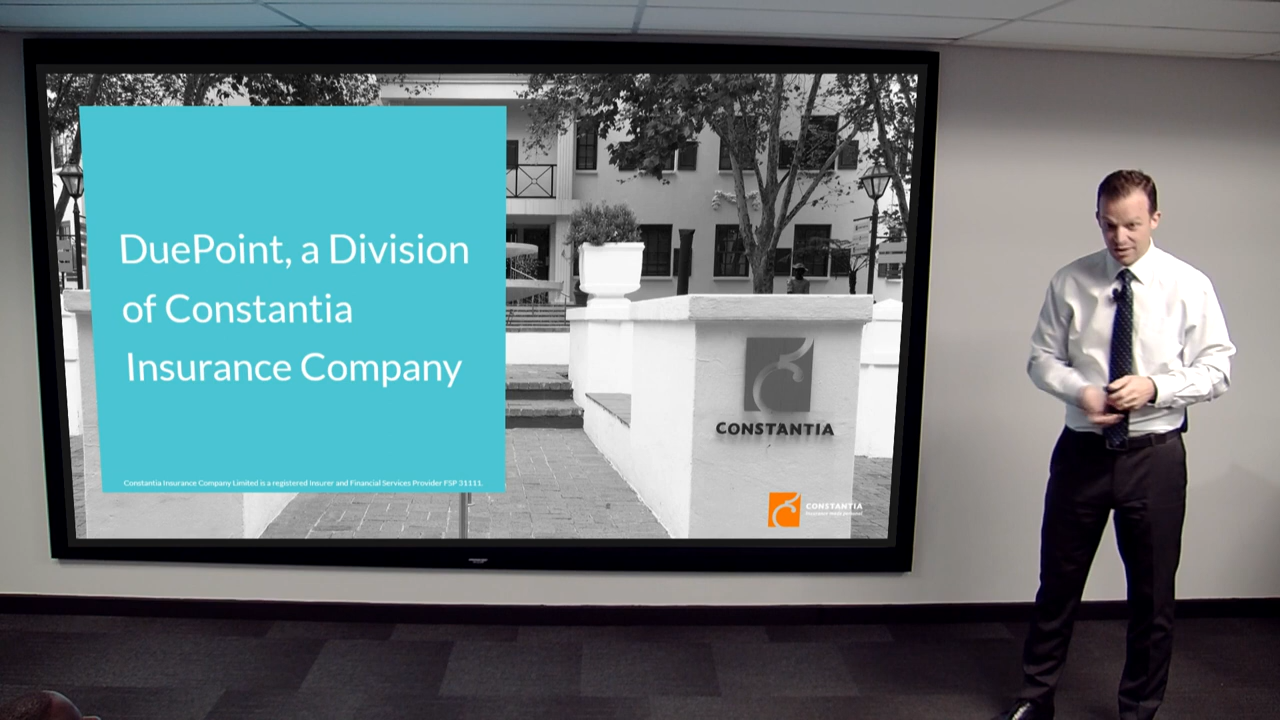 DuePoint, a Division
of Constantia
Insurance Company
Constantia Insurance Company Limited is a registered Insurer and Financial Services Provider FSP 31111.
CONSTANTIA
CONSTANTIA